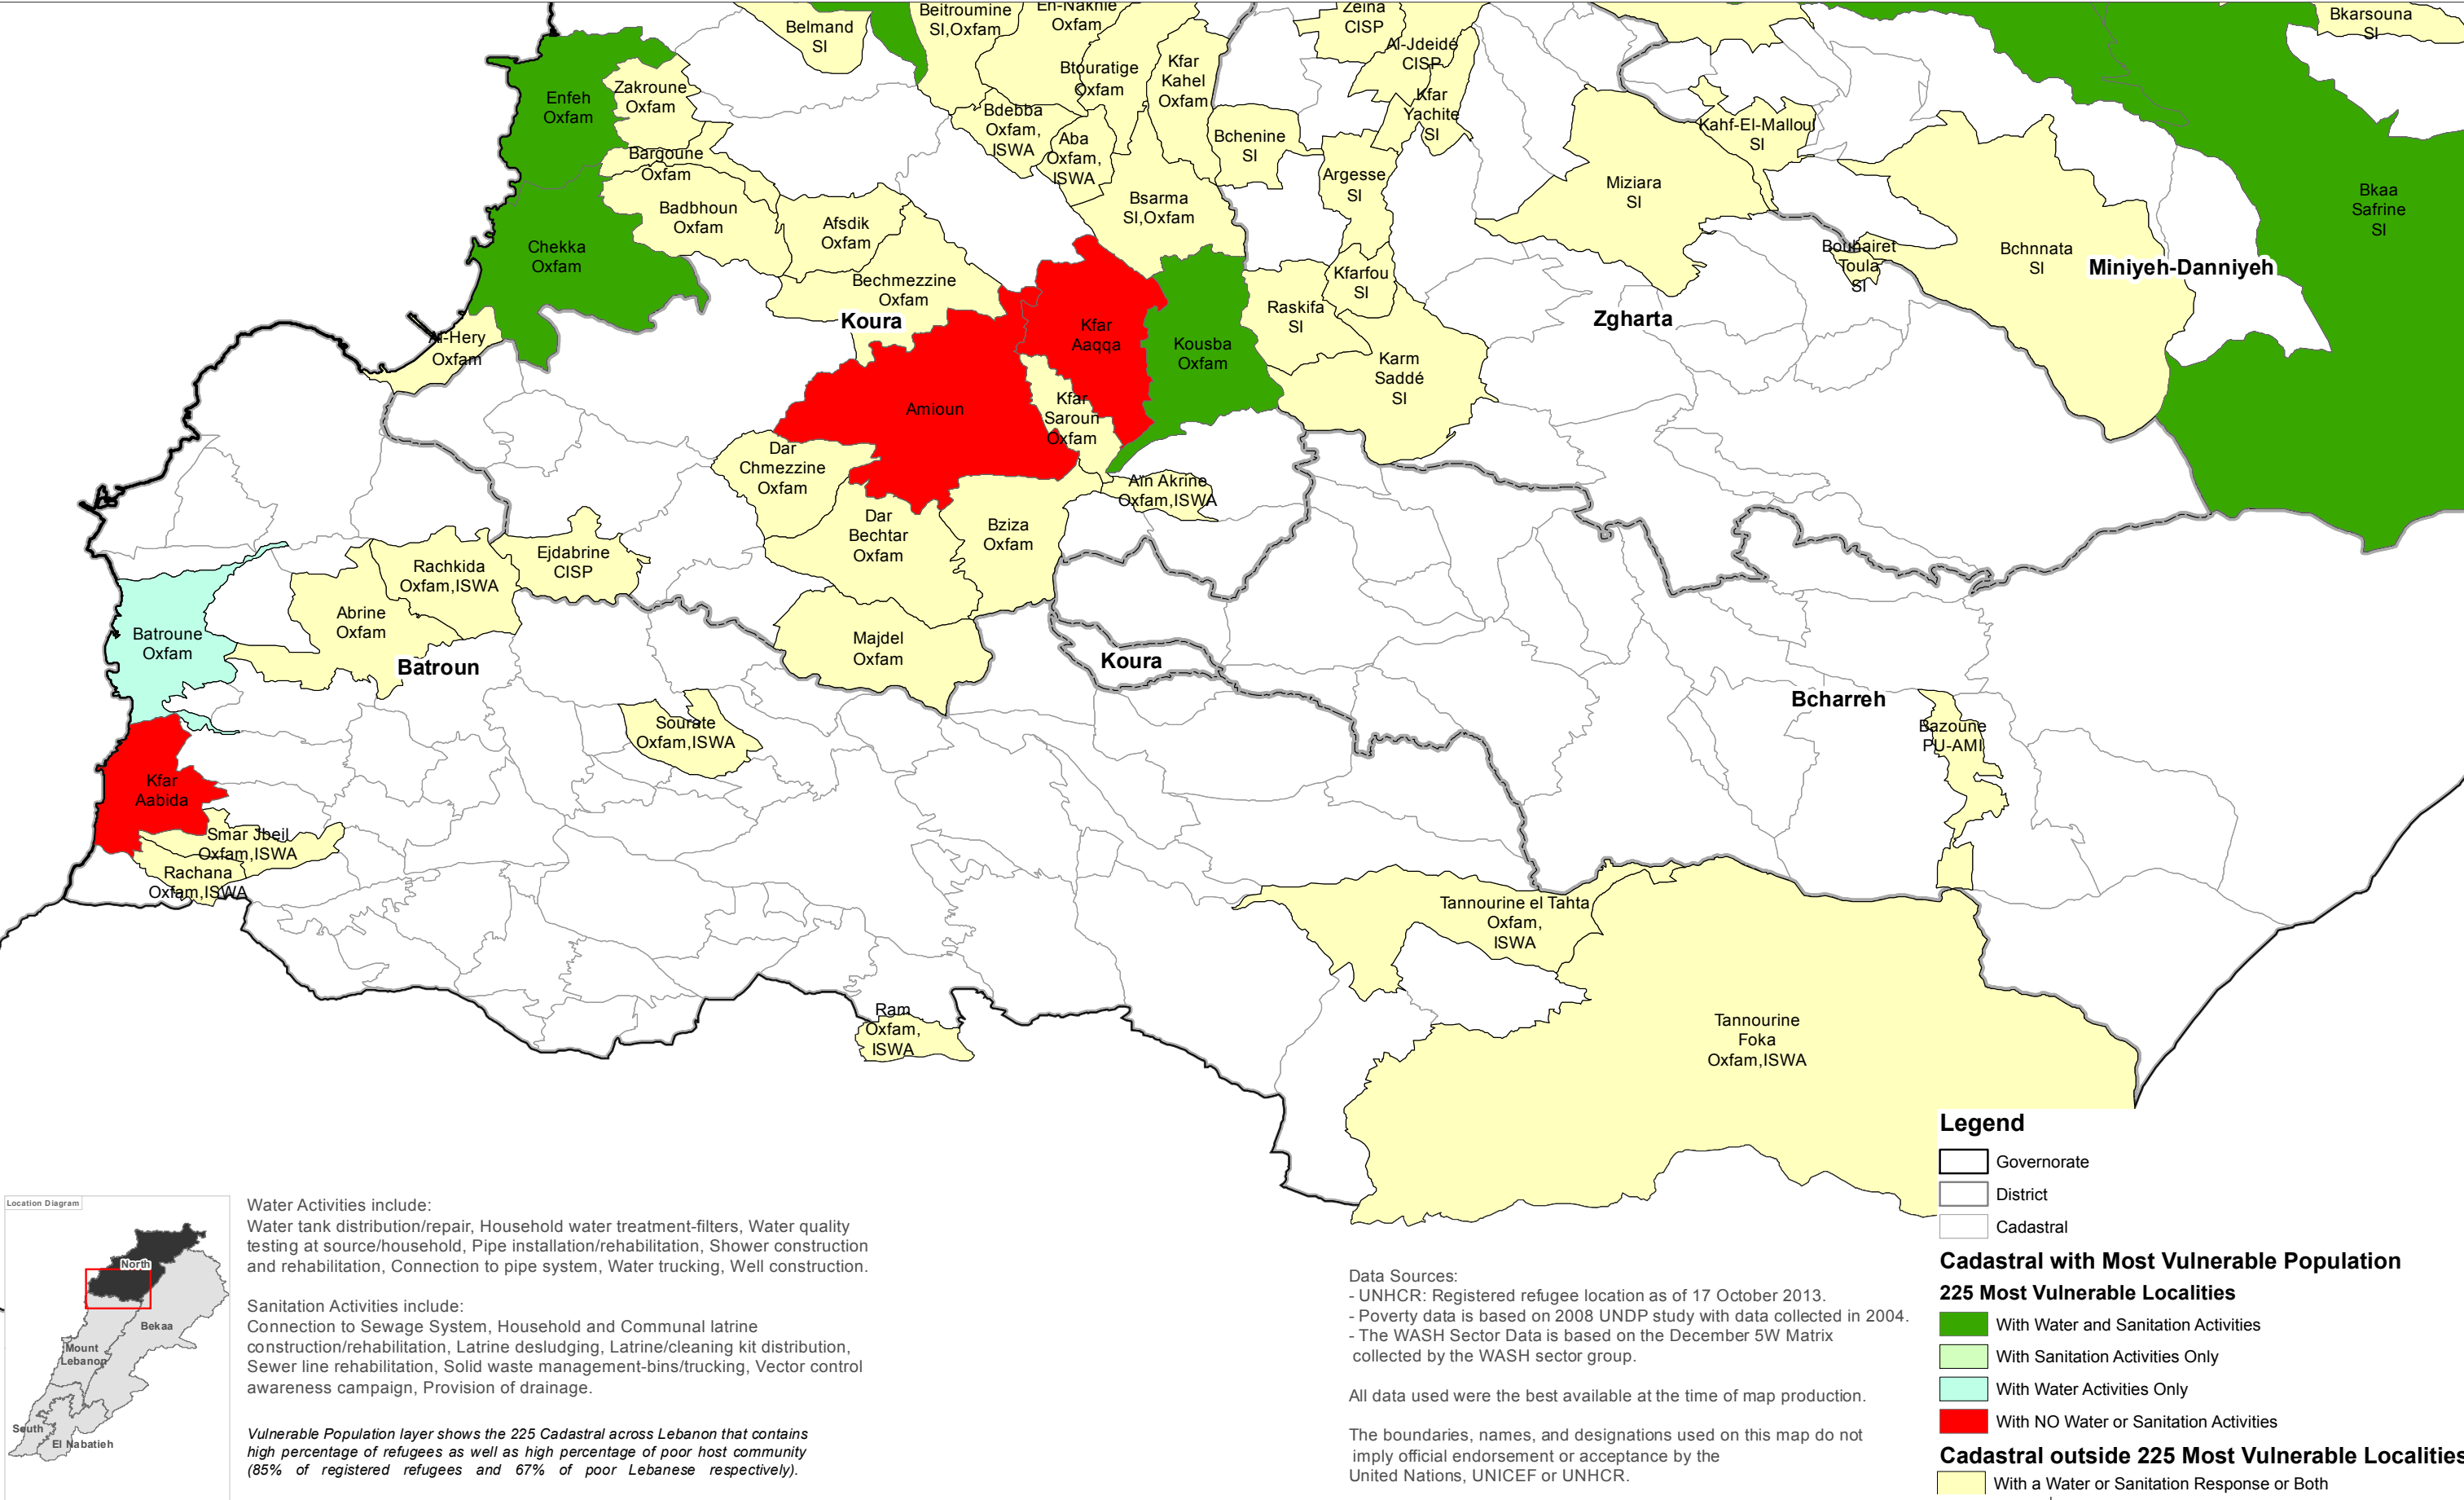 Belmand
SI
Beitroumine
SI,Oxfam
En-Nakhle
Oxfam
Zeina
CISP
Al-Jdeidé
CISP
Bkarsouna
SI
Enfeh
Oxfam
Zakroune
Oxfam
Btouratige
Oxfam
Kfar
Kahel
Oxfam
Kfar
Yachite
SI
Bdebba
Oxfam,
ISWA
Aba
Oxfam,
ISWA
Bchenine
SI
Kahf-El-Malloul
SI
Bargoune
Oxfam
Argesse
SI
Miziara
SI
Bkaa
Safrine
SI
Badbhoun
Oxfam
Afsdik
Oxfam
Bsarma
SI,Oxfam
Chekka
Oxfam
Bouhairet
Toula
SI
Bchnnata
SI
Miniyeh-Danniyeh
Bechmezzine
Oxfam
Kfarfou
SI
Raskifa
SI
Koura
Zgharta
Kfar
Aaqqa
Kousba
Oxfam
Al-Hery
Oxfam
Karm
Saddé
SI
Amioun
Kfar
Saroun
Oxfam
Dar
Chmezzine
Oxfam
Ain Akrine
Oxfam,ISWA
Dar
Bechtar
Oxfam
Bziza
Oxfam
Ejdabrine
CISP
Rachkida
Oxfam,ISWA
Abrine
Oxfam
Batroune
Oxfam
Majdel
Oxfam
Batroun
Koura
Bcharreh
Sourate
Oxfam,ISWA
Bazoune
PU-AMI
Kfar
Aabida
Smar Jbeil
Oxfam,ISWA
Rachana
Oxfam,ISWA
Tannourine el Tahta
Oxfam,
ISWA
Ram
Oxfam,
ISWA
Tannourine
Foka
Oxfam,ISWA
Legend
Governorate
District
Cadastral
Cadastral with Most Vulnerable Population
225 Most Vulnerable Localities
With Water and Sanitation Activities
With Sanitation Activities Only
With Water Activities Only
With NO Water or Sanitation Activities
Cadastral outside 225 Most Vulnerable Localities
With a Water or Sanitation Response or Both
Location Diagram
North
Bekaa
Mount
Lebanon
South
El Nabatieh
Water Activities include:
Water tank distribution/repair, Household water treatment-filters, Water quality
testing at source/household, Pipe installation/rehabilitation, Shower construction
and rehabilitation, Connection to pipe system, Water trucking, Well construction.
Sanitation Activities include:
Connection to Sewage System, Household and Communal latrine
construction/rehabilitation, Latrine desludging, Latrine/cleaning kit distribution,
Sewer line rehabilitation, Solid waste management-bins/trucking, Vector control
awareness campaign, Provision of drainage.
Vulnerable Population layer shows the 225 Cadastral across Lebanon that contains
high percentage of refugees as well as high percentage of poor host community
(85% of registered refugees and 67% of poor Lebanese respectively).
Data Sources:
- UNHCR: Registered refugee location as of 17 October 2013.
- Poverty data is based on 2008 UNDP study with data collected in 2004.
- The WASH Sector Data is based on the December 5W Matrix
collected by the WASH sector group.
All data used were the best available at the time of map production.
The boundaries, names, and designations used on this map do not
imply official endorsement or acceptance by the
United Nations, UNICEF or UNHCR.